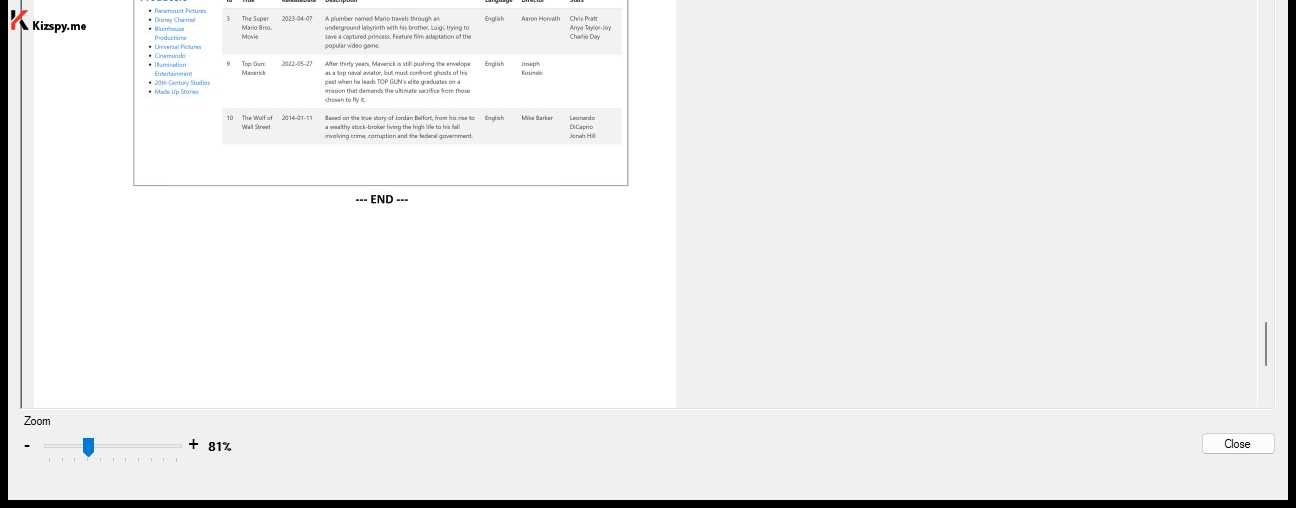 Kizspy.me
Producers
Paramount Pictures
Disney Channel
Blumhouse
Productions
Universal Pictures
Cinemundo
Illumination
Entertainment
20th Century Studios
Made Up Stories
Id Title ReleaseDate Description Language Director Stars
3 The Super 2023-04-07 A plumber named Mario travels through an English Aaron Horvath Chris Pratt
Mario Bros. underground labyrinth with his brother, Luigi, trying to Anya Taylor-Joy
Movie save a captured princess. Feature film adaptation of the Charlie Day
popular video game.
9 Top Gun: 2022-05-27 After thirty years, Maverick is still pushing the envelope English Joseph
Maverick as a top naval aviator, but must confront ghosts of his Kosinski
past when he leads TOP GUN's elite graduates on a
mission that demands the ultimate sacrifice from those
chosen to fly it.
10 The Wolf of 2014-01-11 Based on the true story of Jordan Belfort, from his rise to English Mike Barker Leonardo
Wall Street a wealthy stock-broker living the high life to his fall DiCaprio
involving crime, corruption and the federal government. Jonah Hill
--- END ---
Zoom
- + 81%
Close